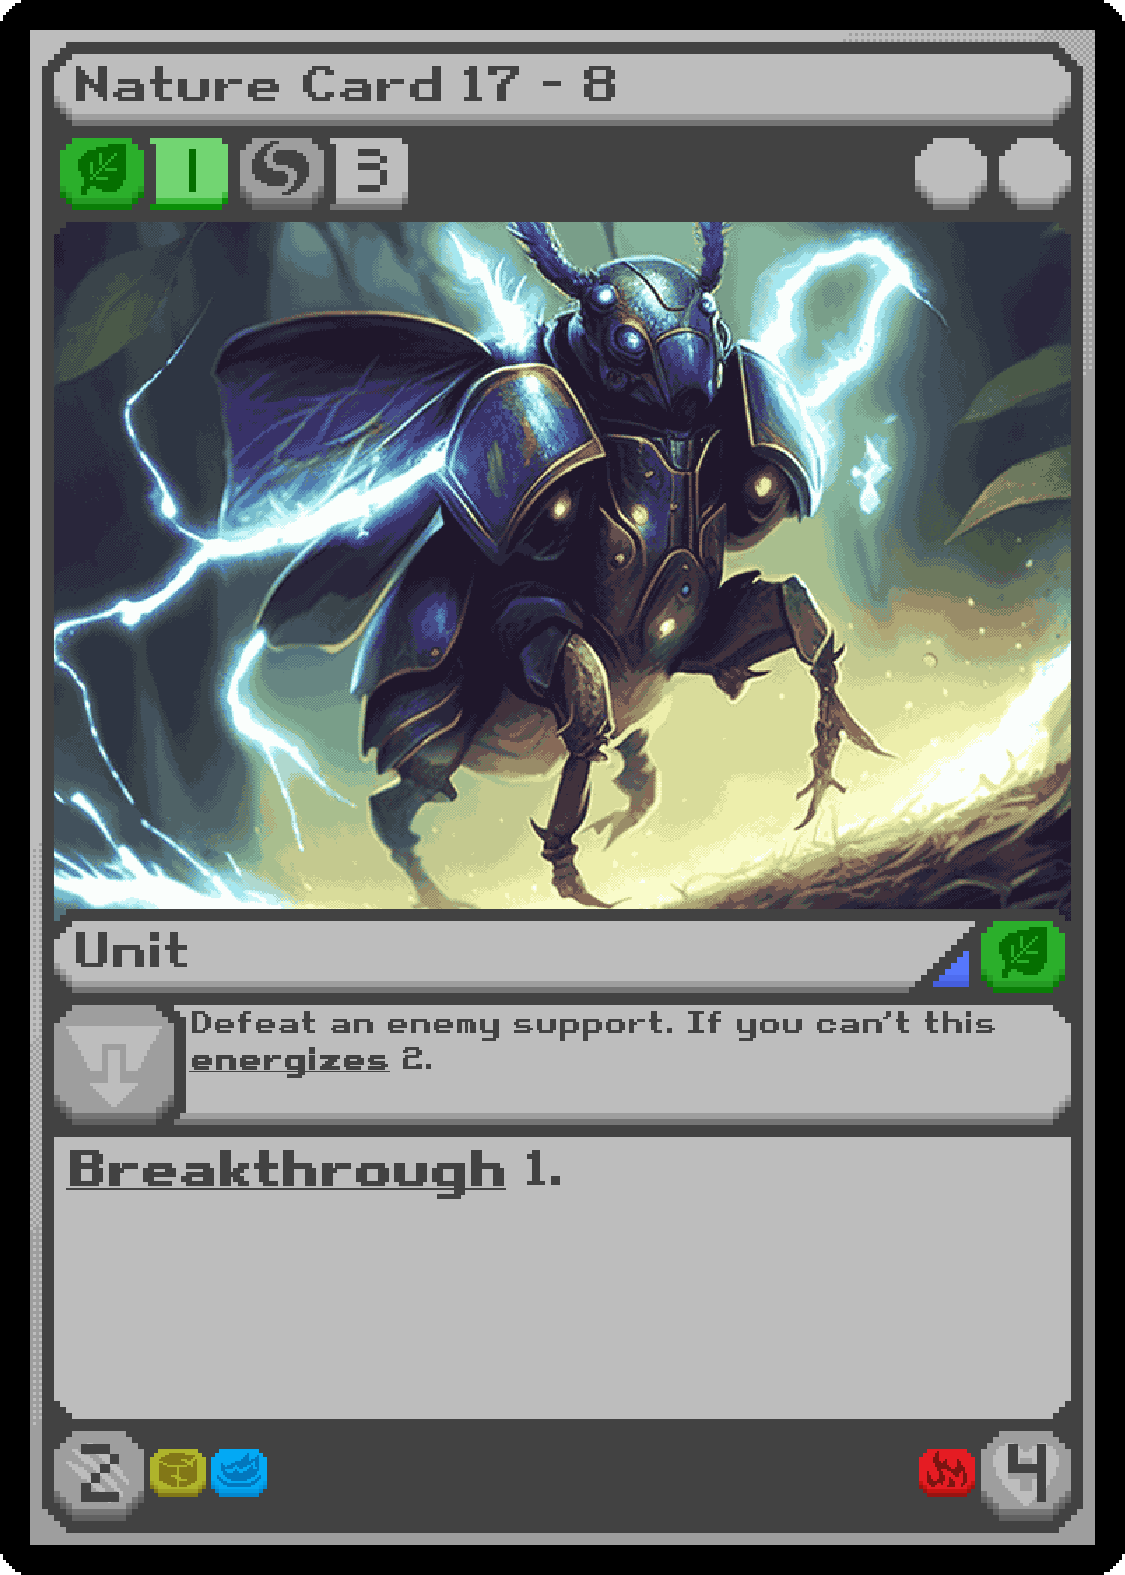 Nature Card 17 - 8
1 3
Unit
Defeat an enemy support. If you can't this
energizes 2.
Breakthrough 1.
2 4